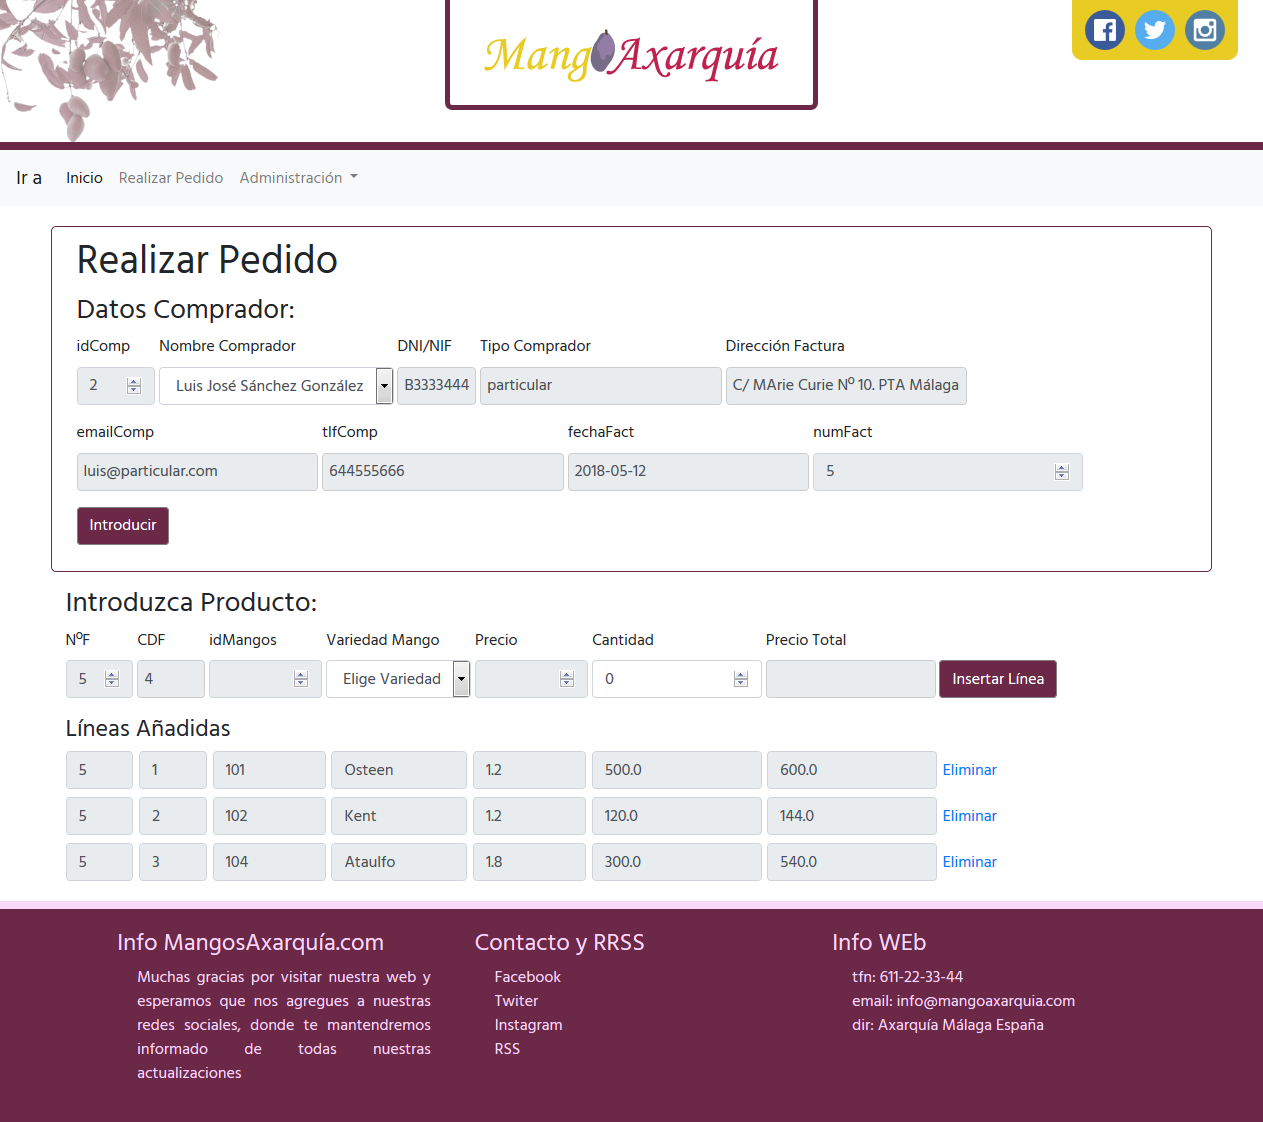 Mang Axarquía
Ir a Inicio Realizar Pedido Administración
Realizar Pedido
Datos Comprador:
idComp Nombre Comprador DNI/NIF Tipo Comprador Dirección Factura
2 Luis José Sánchez González B3333444 particular C/ MArie Curie Nº 10. PTA Málaga
emailComp tlfComp fechaFact numFact
luis@particular.com 644555666 2018-05-12 5
Introducir
Introduzca Producto:
NºF CDF idMangos Variedad Mango Precio Cantidad Precio Total
5 4 Elige Variedad 0 Insertar Línea
Líneas Añadidas
5 1 101 Osteen 1.2 500.0 600.0 Eliminar
5 2 102 Kent 1.2 120.0 144.0 Eliminar
5 3 104 Ataulfo 1.8 300.0 540.0 Eliminar
Info MangosAxarquía.com
Muchas gracias por visitar nuestra web y
esperamos que nos agregues a nuestras
redes sociales, donde te mantendremos
informado de todas nuestras
actualizaciones
Contacto y RRSS
Facebook
Twiter
Instagram
RSS
Info WEb
tfn: 611-22-33-44
email: info@mangoaxarquia.com
dir: Axarquía Málaga España